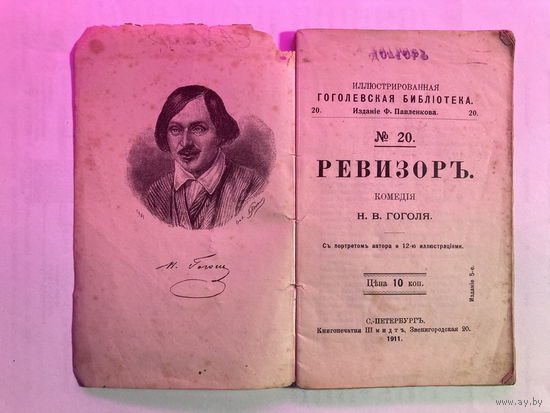 Н. Гоголь
ИЛЛЮСТРИРОВАННАЯ
ГОГОЛЕВСКАЯ БИБЛІОТЕКА.
20. Изданіе Ф. Павленкова. 20.
№ 20.
РЕВИЗОРЪ.
КОМЕДІЯ
Н. В. ГОГОЛЯ.
Съ портретомъ автора и 12-ю иллюстраціями.
Цѣна 10 коп.
Изданіе 5-е.
С.-ПЕТЕРБУРГЪ.
Книгопечатня Шмидтъ, Звенигородская 20.
1911.
www.ay.by